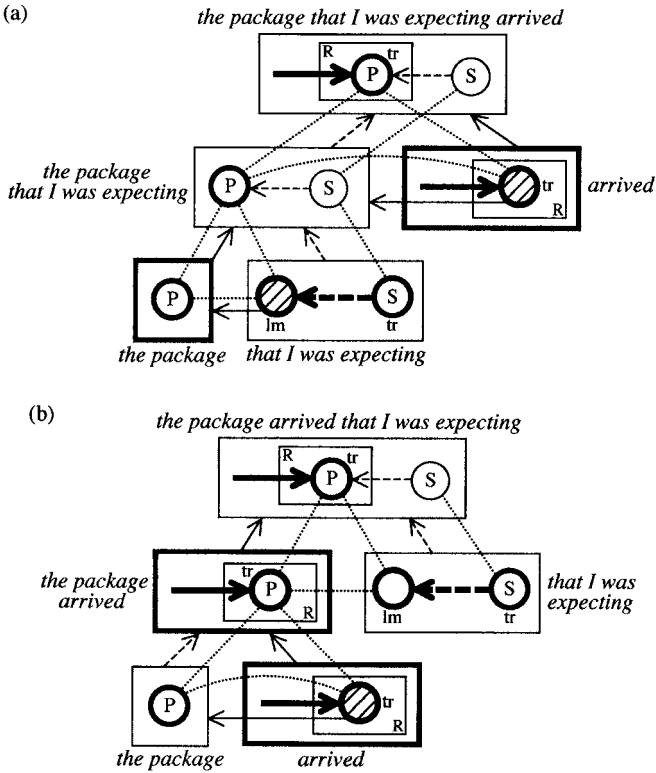 (a)
the package that I was expecting arrived
R
tr
P
S
the package
that I was expecting
P
S
tr
R
arrived
P
S
lm
tr
the package
that I was expecting
(b)
the package arrived that I was expecting
R
tr
P
S
the package
arrived
tr
P
R
S
lm
tr
that I was
expecting
P
tr
R
the package
arrived